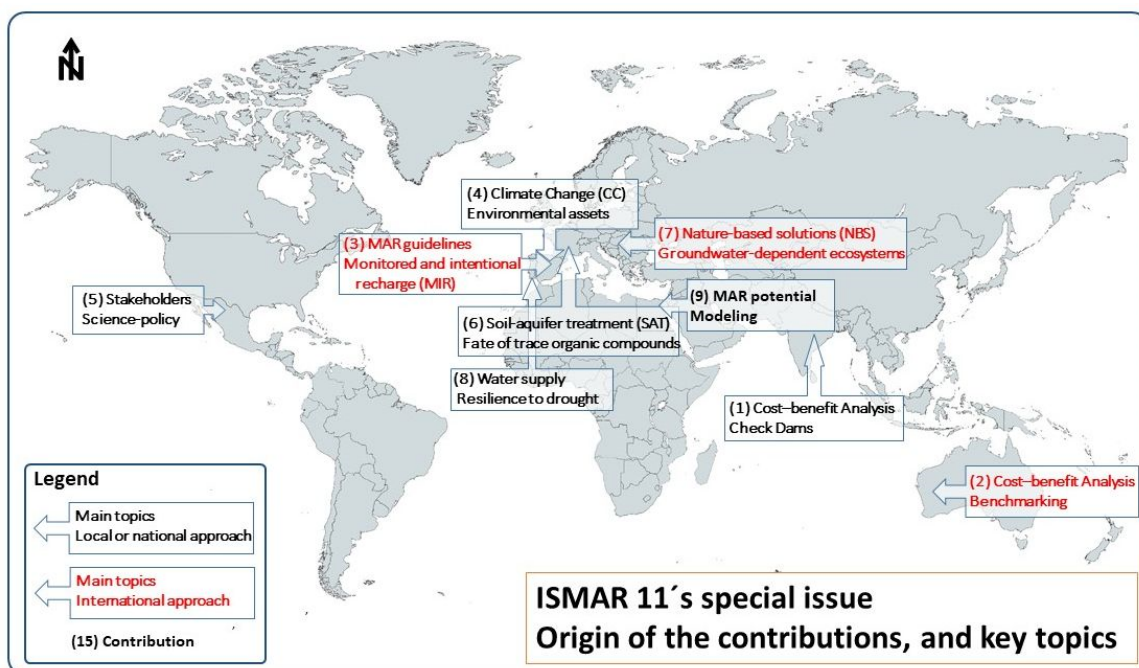 N
(4) Climate Change (CC)
Environmental assets
(3) MAR guidelines
Monitored and intentional
recharge (MIR)
(7) Nature-based solutions (NBS)
Groundwater-dependent ecosystems
(5) Stakeholders
Science-policy
(6) Soil-aquifer treatment (SAT)
Fate of trace organic compounds
(9) MAR potential
Modeling
(8) Water supply
Resilience to drought
(1) Cost–benefit Analysis
Check Dams
(2) Cost–benefit Analysis
Benchmarking
Legend
Main topics
Local or national approach
Main topics
International approach
(15) Contribution
ISMAR 11´s special issue
Origin of the contributions, and key topics